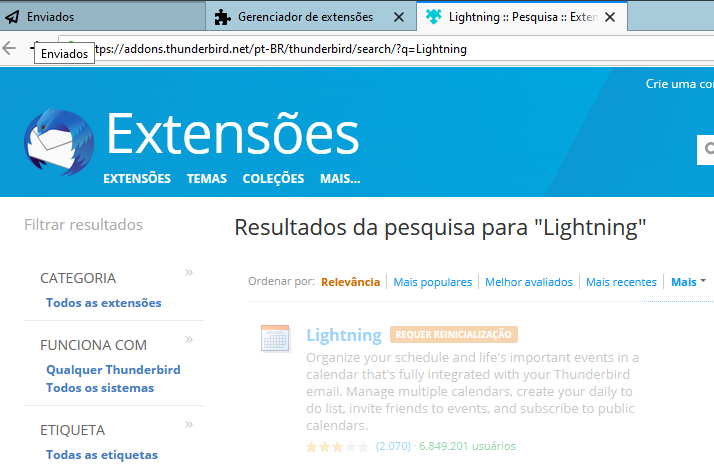 Enviados
Gerenciador de extensões
Lightning :: Pesquisa :: Exten
ttps://addons.thunderbird.net/pt-BR/thunderbird/search/?q=Lightning
Enviados
Crie uma co
Extensões
EXTENSÕES TEMAS COLEÇÕES MAIS...
Filtrar resultados
Resultados da pesquisa para "Lightning"
CATEGORIA »
Todas as extensões
Ordenar por: Relevância Mais populares Melhor avaliados Mais recentes Mais
FUNCIONA COM »
Qualquer Thunderbird
Todos os sistemas
ETIQUETA »
Todas as etiquetas
Lightning REQUER REINICIALIZAÇÃO
Organize your schedule and life's important events in a
calendar that's fully integrated with your Thunderbird
email. Manage multiple calendars, create your daily to
do list, invite friends to events, and subscribe to public
calendars.
(2.070) · 6.849.201 usuários